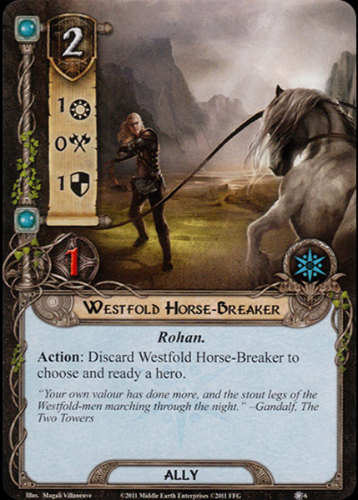 2
1
0
1
1
Westfold Horse-Breaker
Rohan.
Action: Discard Westfold Horse-Breaker to
choose and ready a hero.
“Your own valour has done more, and the stout legs of the
Westfold-men marching through the night.” –Gandalf, The
Two Towers
Illus. Magali Villeneuve
ALLY
©2011 Middle Earth Enterprises ©2011 FFG
6